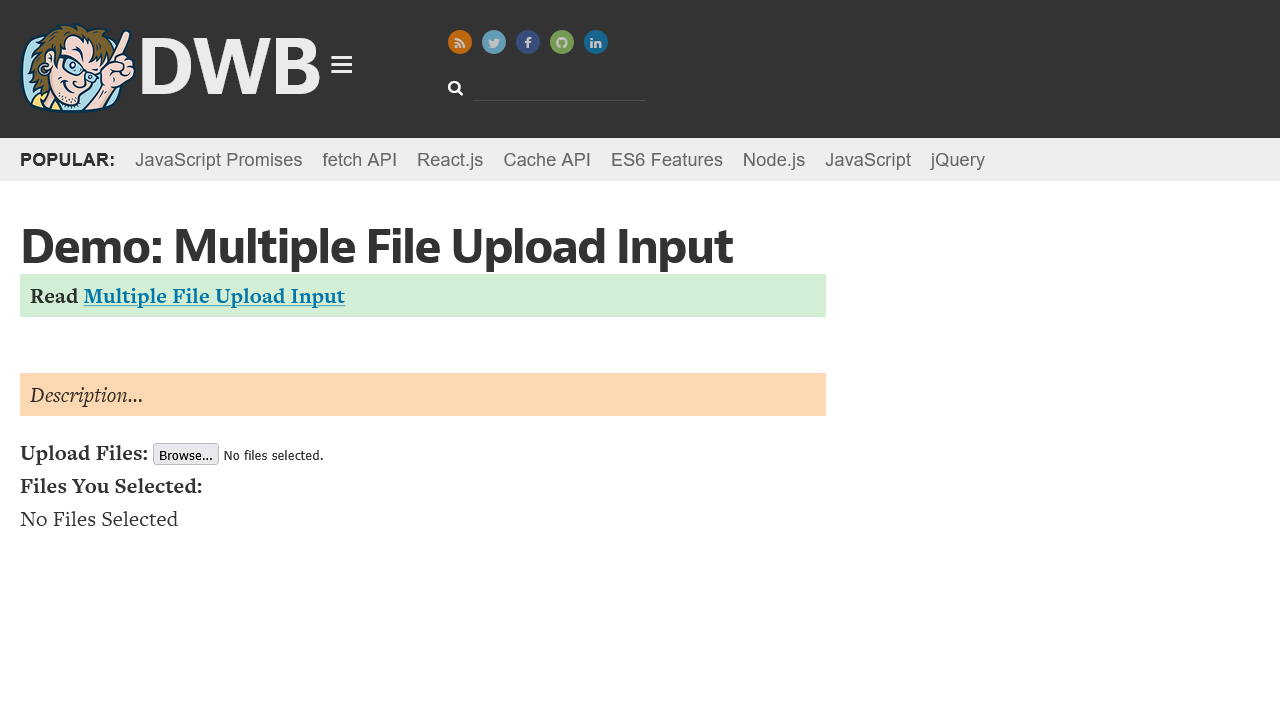 DWB
POPULAR: JavaScript Promises fetch API React.js Cache API ES6 Features Node.js JavaScript jQuery
Demo: Multiple File Upload Input
Read Multiple File Upload Input
Description...
Upload Files: Browse... No files selected.
Files You Selected:
No Files Selected